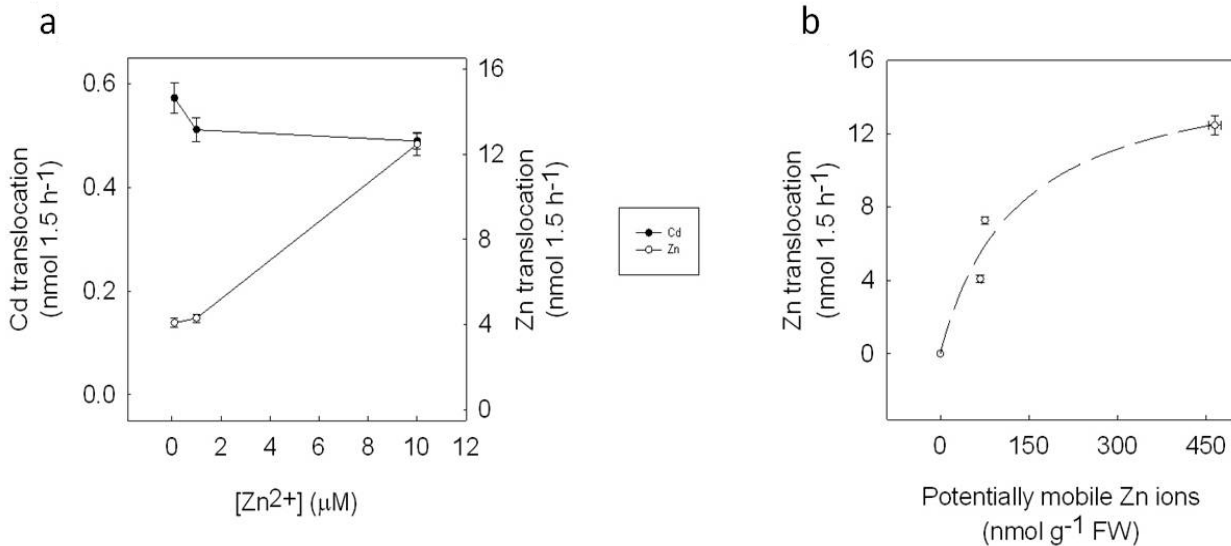 a
0.6
0.4
0.2
0.0
Cd translocation
(nmol 1.5 h-1)
16
12
8
4
0
Zn translocation
(nmol 1.5 h-1)
0 2 4 6 8 10 12
[Zn2+] (μM)
Cd
Zn
b
16
12
8
4
0
Zn translocation
(nmol 1.5 h-1)
0 150 300 450
Potentially mobile Zn ions
(nmol g-1 FW)